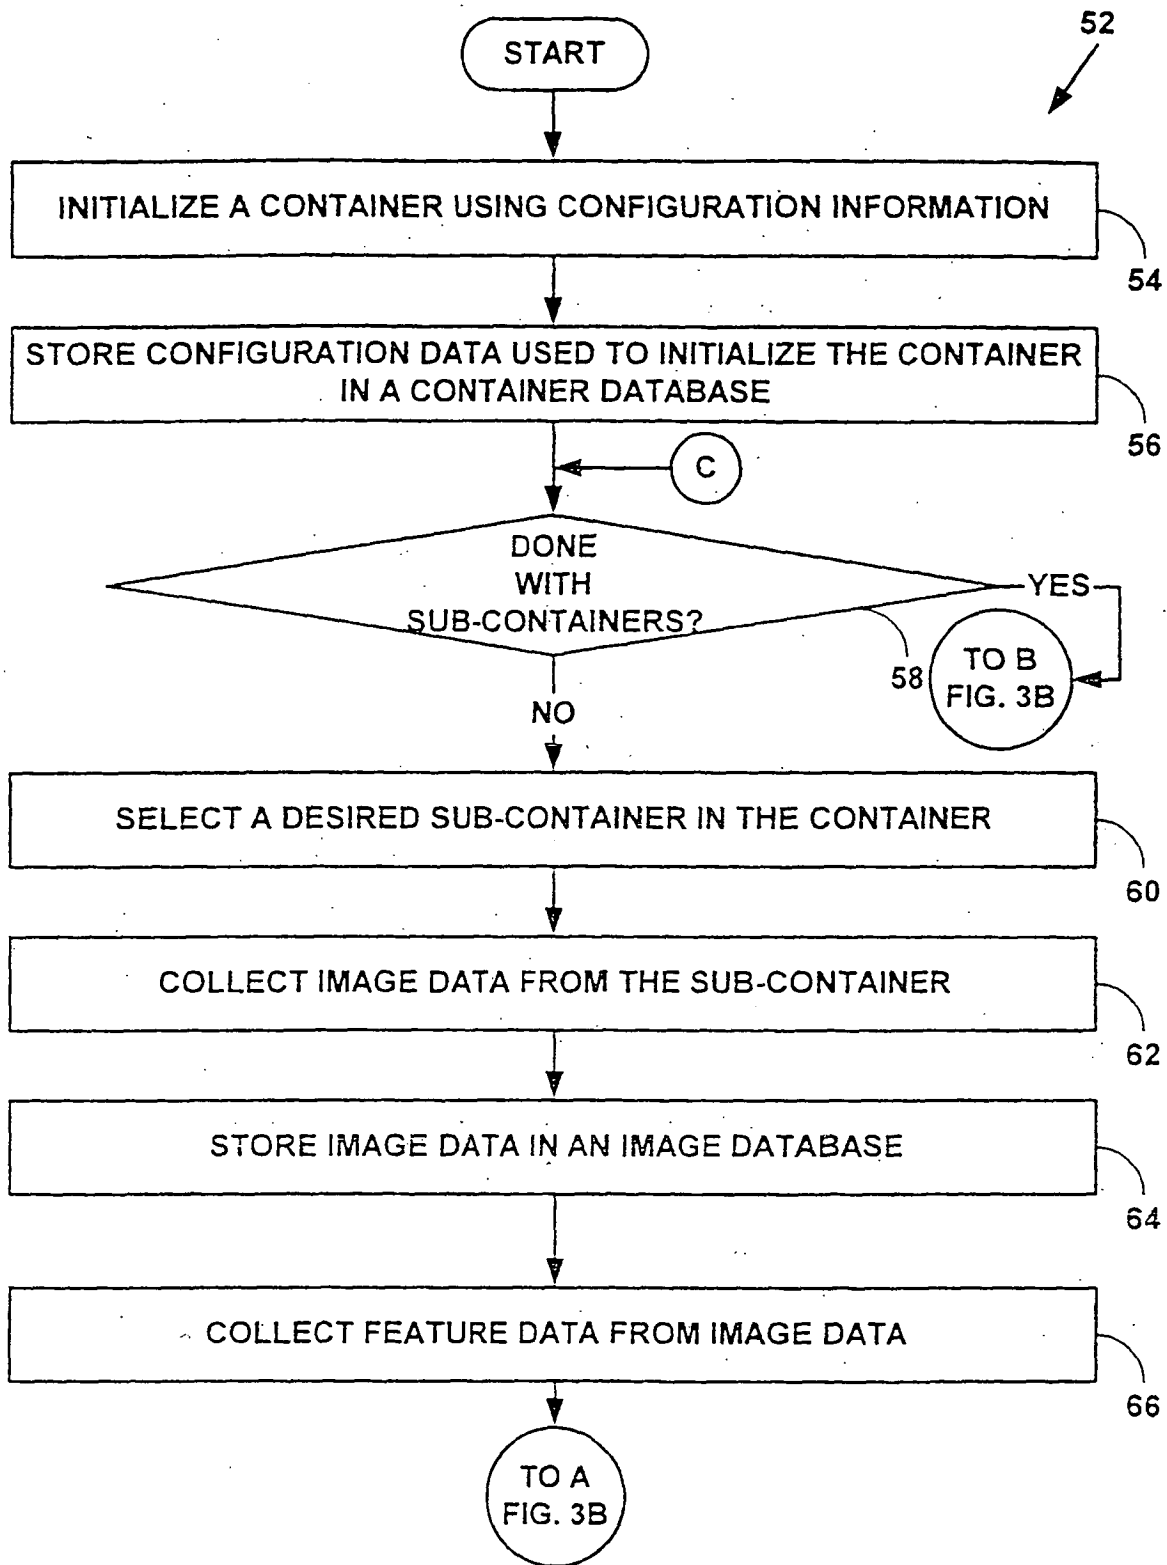 52
START
INITIALIZE A CONTAINER USING CONFIGURATION INFORMATION
54
STORE CONFIGURATION DATA USED TO INITIALIZE THE CONTAINER
IN A CONTAINER DATABASE
56
C
DONE
WITH
SUB-CONTAINERS?
YES
58
TO B
FIG. 3B
NO
SELECT A DESIRED SUB-CONTAINER IN THE CONTAINER
60
COLLECT IMAGE DATA FROM THE SUB-CONTAINER
62
STORE IMAGE DATA IN AN IMAGE DATABASE
64
COLLECT FEATURE DATA FROM IMAGE DATA
66
TO A
FIG. 3B